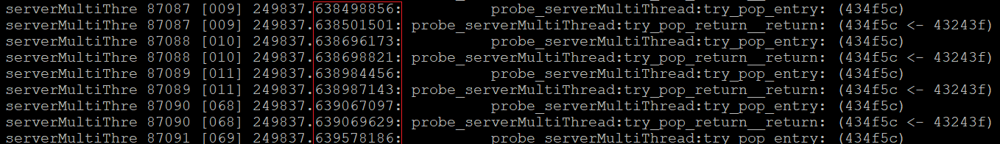 serverMultiThre 87087 [009] 249837.638498856: probe_serverMultiThread:try_pop_entry: (434f5c)
serverMultiThre 87087 [009] 249837.638501501: probe_serverMultiThread:try_pop_return__return: (434f5c <- 43243f)
serverMultiThre 87088 [010] 249837.638696173: probe_serverMultiThread:try_pop_entry: (434f5c)
serverMultiThre 87088 [010] 249837.638698821: probe_serverMultiThread:try_pop_return__return: (434f5c <- 43243f)
serverMultiThre 87089 [011] 249837.638984456: probe_serverMultiThread:try_pop_entry: (434f5c)
serverMultiThre 87089 [011] 249837.638987143: probe_serverMultiThread:try_pop_return__return: (434f5c <- 43243f)
serverMultiThre 87090 [068] 249837.639067097: probe_serverMultiThread:try_pop_entry: (434f5c)
serverMultiThre 87090 [068] 249837.639069629: probe_serverMultiThread:try_pop_return__return: (434f5c <- 43243f)
serverMultiThre 87091 [069] 249837.639578186: probe_serverMultiThread:try_pop_entry: (434f5c)